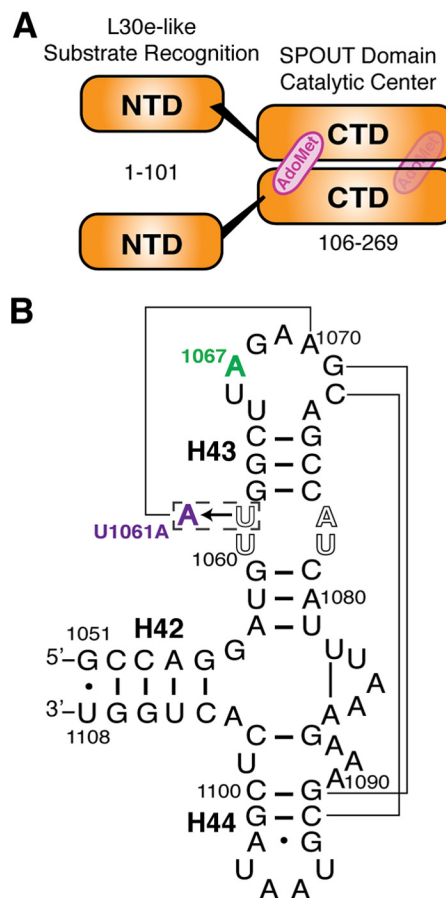 A
L30e-like
Substrate Recognition
SPOUT Domain
Catalytic Center
NTD
CTD
AdoMet
AdoMet
1-101
NTD
CTD
106-269
B
G A A A 1070
1067
A G
U C
U A
C G
H43 G C
G C
A U A
U1061A
U U
1060
G C
U A 1080
A U
1051 H42
5'-G C C A G G U U A
A
3'-U G G U C A A
1108
C G A
U A
A 1090
1100 C G
H44 G C
A • G
U U
A A